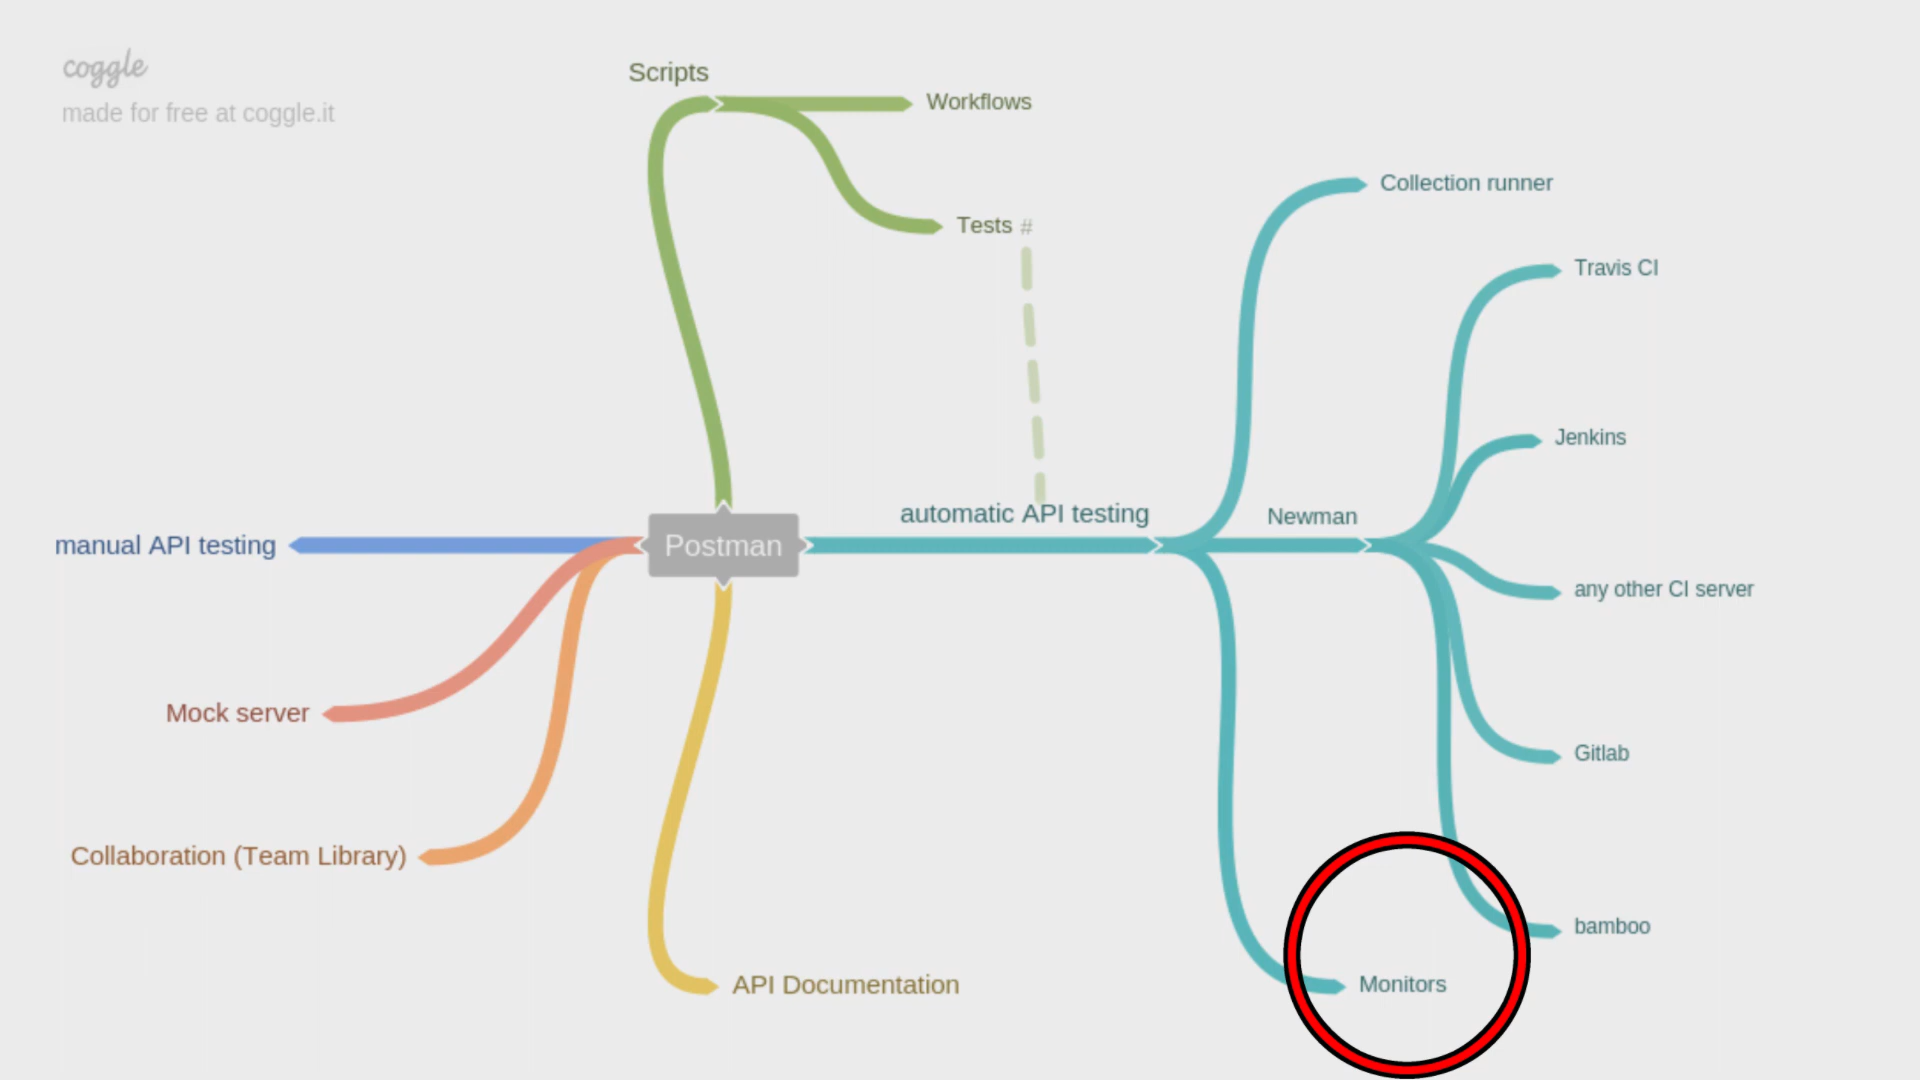 coggle
made for free at coggle.it
Scripts
Workflows
Tests #
Collection runner
Travis CI
Jenkins
automatic API testing
Newman
manual API testing
Postman
any other CI server
Mock server
Gitlab
Collaboration (Team Library)
bamboo
API Documentation
Monitors